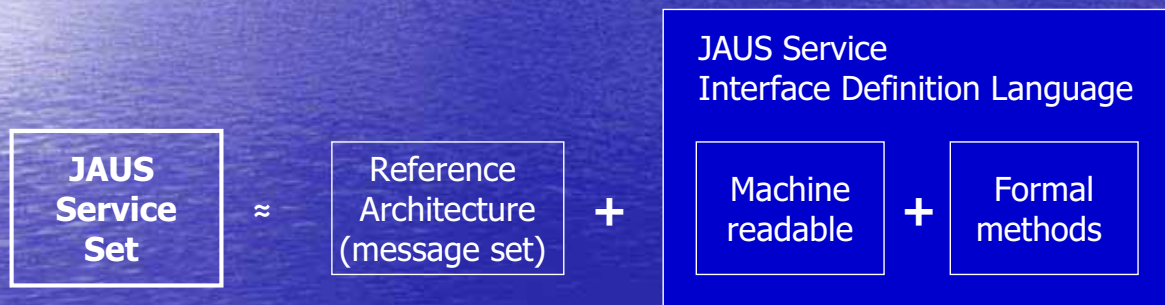 JAUS Service
Interface Definition Language
JAUS
Service
Set
≈
Reference
Architecture
(message set)
+
Machine
readable
+
Formal
methods